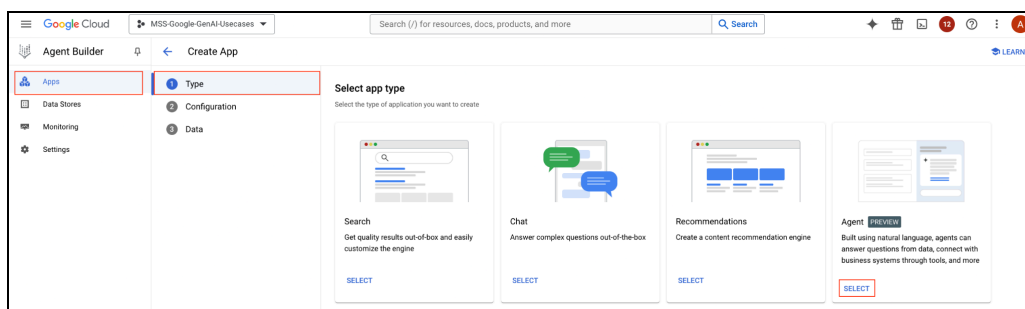 Google Cloud
MSS-Google-GenAI-Usecases
Search (/) for resources, docs, products, and more
Search
12
A
Agent Builder
Create App
LEARN
Apps
Data Stores
Monitoring
Settings
1 Type
2 Configuration
3 Data
Select app type
Select the type of application you want to create
Search
Get quality results out-of-box and easily
customize the engine
SELECT
Chat
Answer complex questions out-of-the-box
SELECT
Recommendations
Create a content recommendation engine
SELECT
Agent PREVIEW
Built using natural language, agents can
answer questions from data, connect with
business systems through tools, and more
SELECT